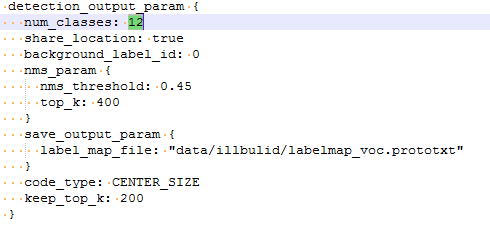 detection_output_param {
num_classes: 12
share_location: true
background_label_id: 0
nms_param {
nms_threshold: 0.45
top_k: 400
}
save_output_param {
label_map_file: "data/illbulid/labelmap_voc.prototxt"
}
code_type: CENTER_SIZE
keep_top_k: 200
}